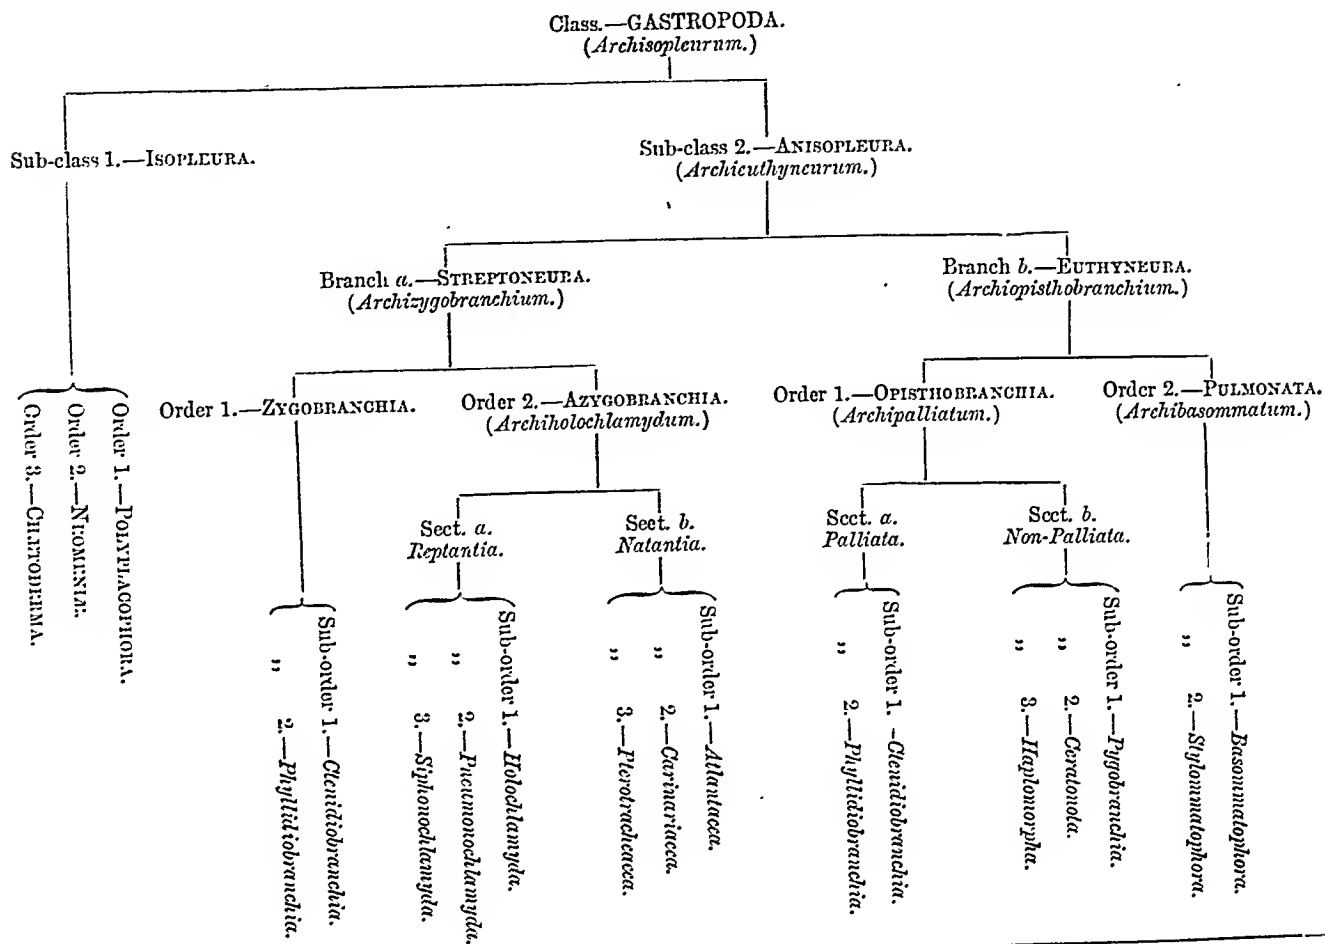 Class.—GASTROPODA.
(Archisopleurum.)
Sub-class 1.—ISOPLEURA.
Sub-class 2.—ANISOPLEURA.
(Archieuthyneurum.)
Branch a.—STREPTONEURA.
(Archizygobranchium.)
Branch b.—EUTHYNEURA.
(Archiopisthobranchium.)
Order 1.—POLYPLACOPHORA.
Order 2.—NEOMENIÆ.
Order 3.—CHÆTODERMA.
Order 1.—ZYGOBRANCHIA.
Order 2.—AZYGOBRANCHIA.
(Archiholochlamydum.)
Order 1.—OPISTHOBRANCHIA.
(Archipalliatum.)
Order 2.—PULMONATA.
(Archibasommatum.)
Sect. a.
Reptantia.
Sect. b.
Natantia.
Sect. a.
Palliata.
Sect. b.
Non-Palliata.
Sub-order 1.—Ctenidiobranchia.
„ 2.—Phyllidiobranchia.
Sub-order 1.—Holochlamyda.
„ 2.—Pneumonochlamyda.
„ 3.—Siphonochlamyda.
Sub-order 1.—Atlantacea.
„ 2.—Carinariacea.
„ 3.—Pterotracheacea.
Sub-order 1.—Ctenidiobranchia.
„ 2.—Phyllidiobranchia.
Sub-order 1.—Pygobranchia.
„ 2.—Ceratonota.
„ 3.—Haplomorpha.
Sub-order 1.—Basommatophora.
„ 2.—Stylommatophora.